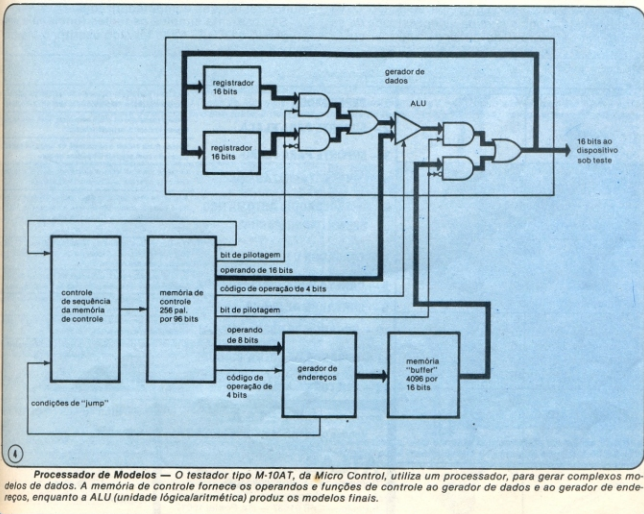 gerador de
dados
registrador
16 bits
ALU
registrador
16 bits
16 bits ao
dispositivo
sob teste
bit de pilotagem
operando de 16 bits
código de operação de 4 bits
bit de pilotagem
controle
de sequência
da memória
de controle
memória de
controle
256 pal.
por 96 bits
operando
de 8 bits
gerador de
endereços
memória
"buffer"
4096 por
16 bits
código de
operação de
4 bits
condições de "jump"
4
Processador de Modelos — O testador tipo M-10AT, da Micro Control, utiliza um processador, para gerar complexos mo-
delos de dados. A memória de controle fornece os operandos e funções de controle ao gerador de dados e ao gerador de ende-
reços, enquanto a ALU (unidade lógica/aritmética) produz os modelos finais.